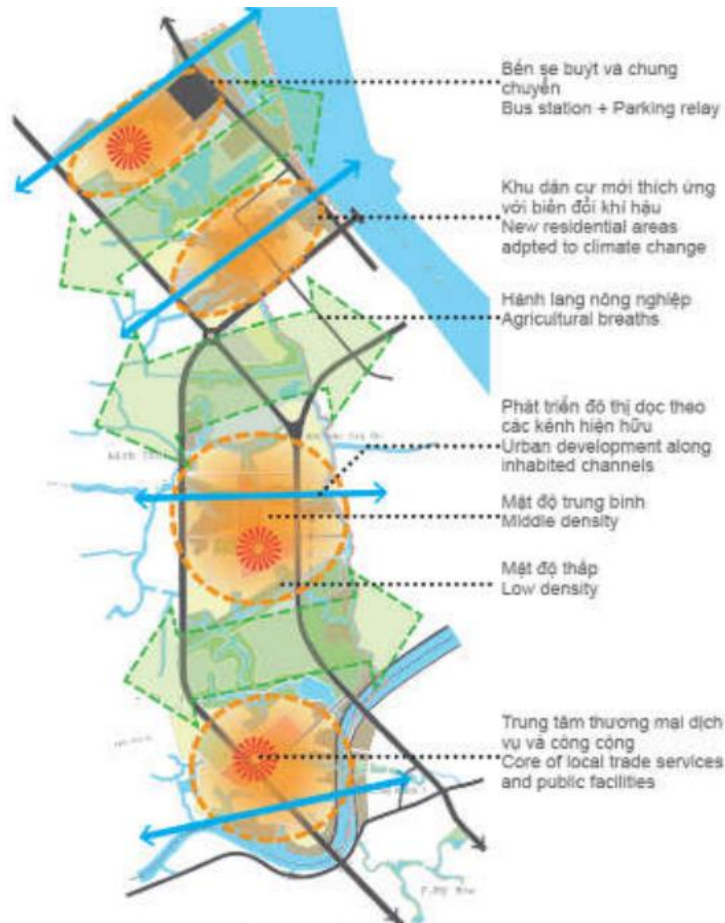 Bến se buýt và chung
chuyển
Bus station + Parking relay
Khu dân cư mới thích ứng
với biến đổi khí hậu
New residential areas
adpted to climate change
Hành lang nông nghiệp
Agricultural breaths
Phát triển đô thị dọc theo
các kênh hiện hữu
Urban development along
inhabited channels
Mật độ trung bình
Middle density
Mật độ thấp
Low density
Trung tâm thương mại dịch
vụ và công cộng
Core of local trade services
and public facilities